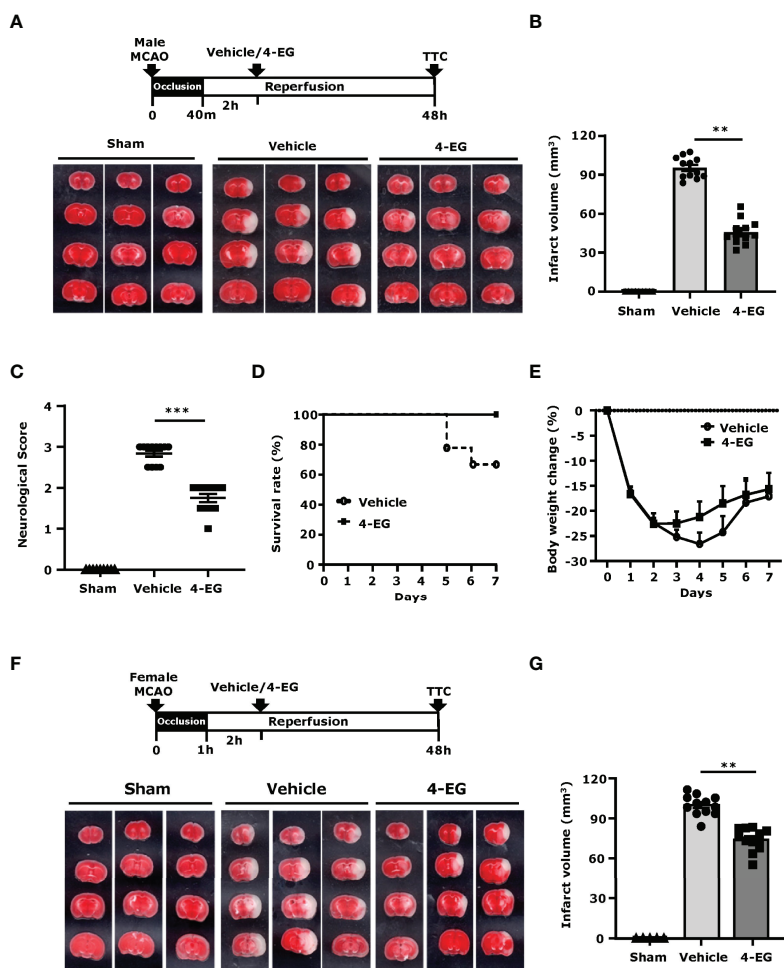 A
Male
MCAO
Vehicle/4-EG
TTC
Occlusion
Reperfusion
0
40m
2h
48h
Sham
Vehicle
4-EG
B
Infarct volume (mm³)
120
90
60
30
0
**
Sham
Vehicle
4-EG
C
Neurological Score
4
3
2
1
0
***
Sham
Vehicle
4-EG
D
Survival rate (%)
100
80
60
40
20
0
Vehicle
4-EG
0 1 2 3 4 5 6 7
Days
E
Body weight change (%)
0
-5
-10
-15
-20
-25
-30
Vehicle
4-EG
0 1 2 3 4 5 6 7
Days
F
Female
MCAO
Vehicle/4-EG
TTC
Occlusion
Reperfusion
0
1h
2h
48h
Sham
Vehicle
4-EG
G
Infarct volume (mm³)
120
90
60
30
0
**
Sham
Vehicle
4-EG